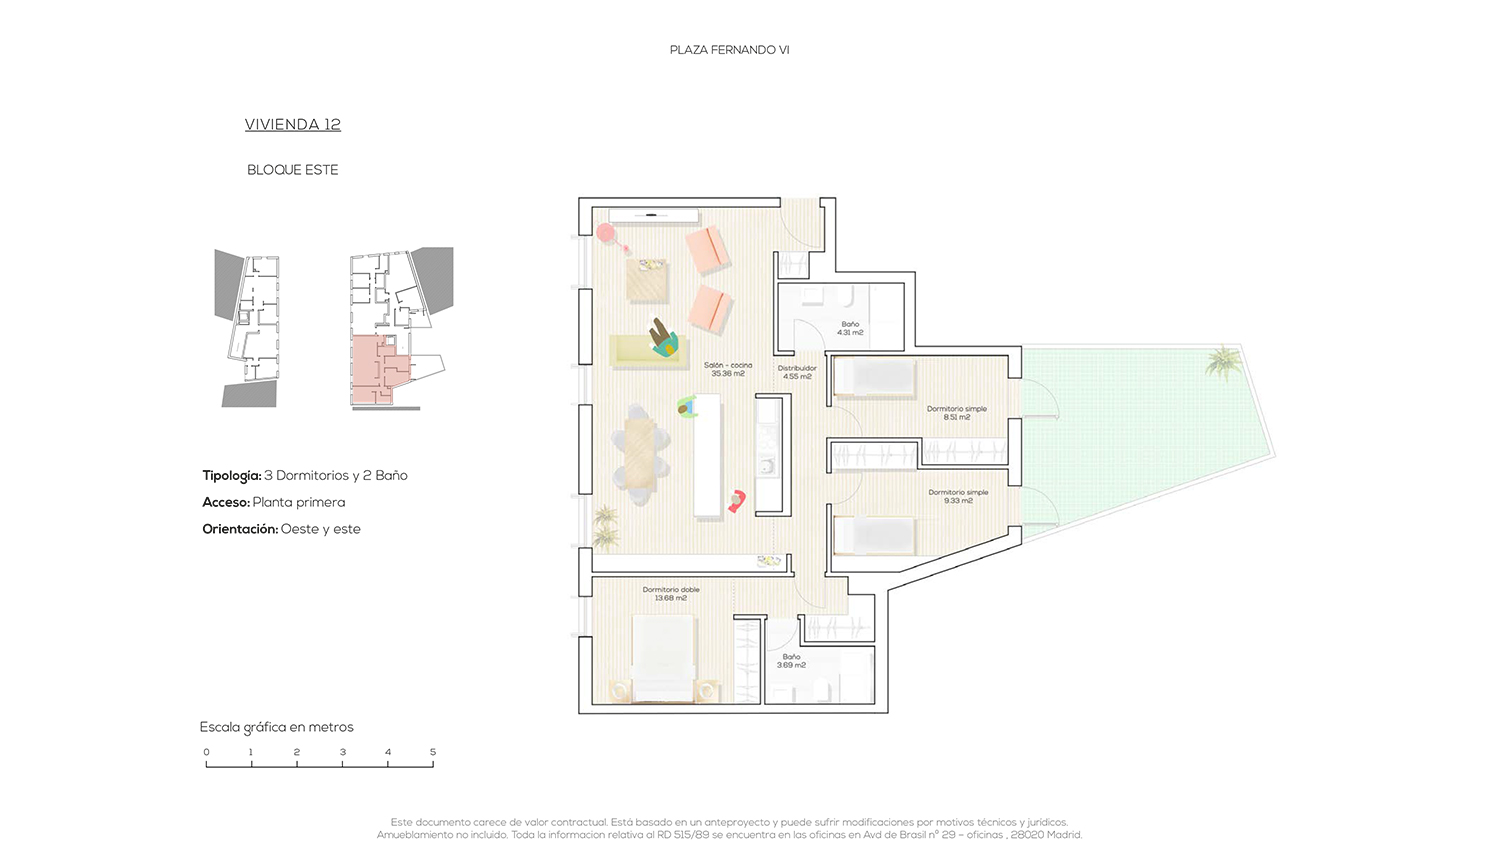 PLAZA FERNANDO VI
VIVIENDA 12
BLOQUE ESTE
Tipología: 3 Dormitorios y 2 Baño
Acceso: Planta primera
Orientación: Oeste y este
Escala gráfica en metros
0 1 2 3 4 5
Baño
4.31 m2
Salón - cocina
35.36 m2
Distribuidor
4.55 m2
Dormitorio simple
8.51 m2
Dormitorio simple
9.33 m2
Dormitorio doble
13.68 m2
Baño
3.69 m2
Este documento carece de valor contractual. Está basado en un anteproyecto y puede sufrir modificaciones por motivos técnicos y jurídicos.
Amueblamiento no incluido. Toda la informacion relativa al RD 515/89 se encuentra en las oficinas en Avd de Brasil nº 29 – oficinas , 28020 Madrid.